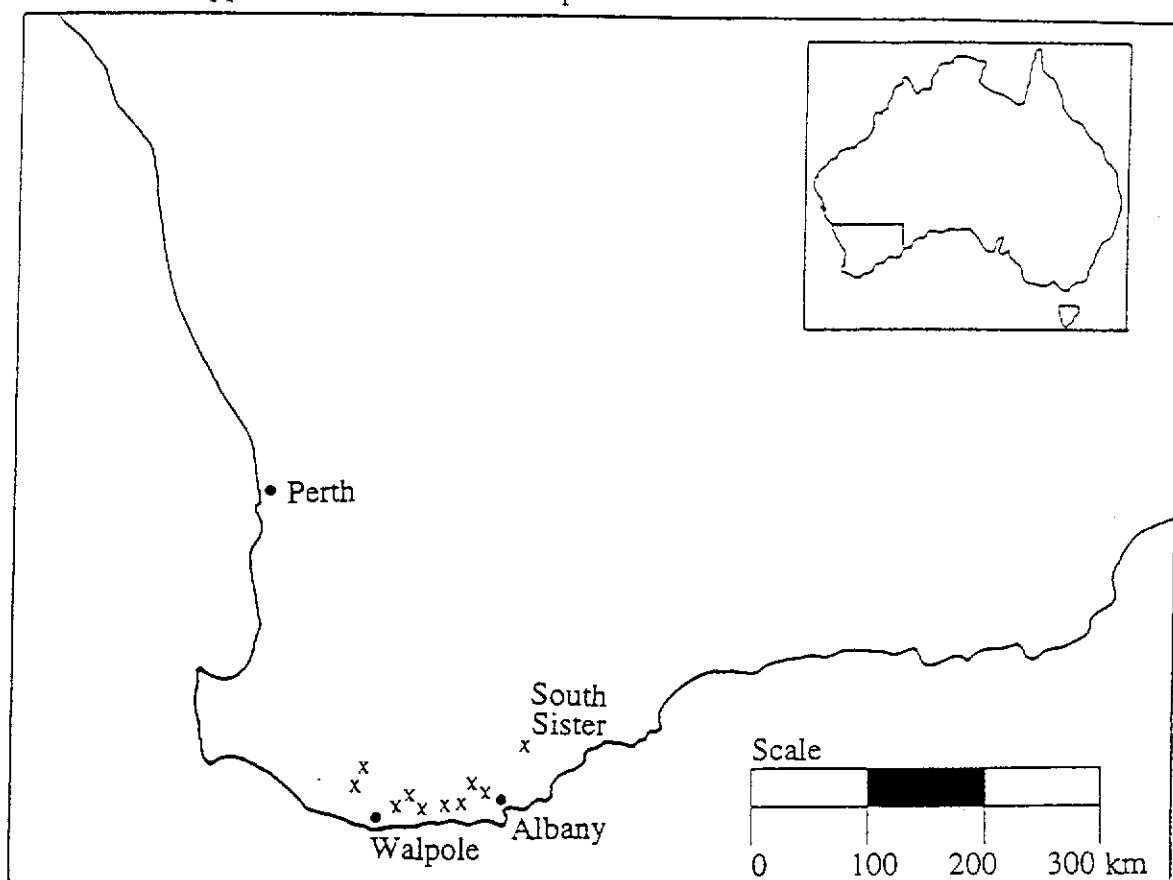 Perth
South
Sister
x
x
x
x x
x x x x x
Scale
Albany
Walpole
0 100 200 300 km